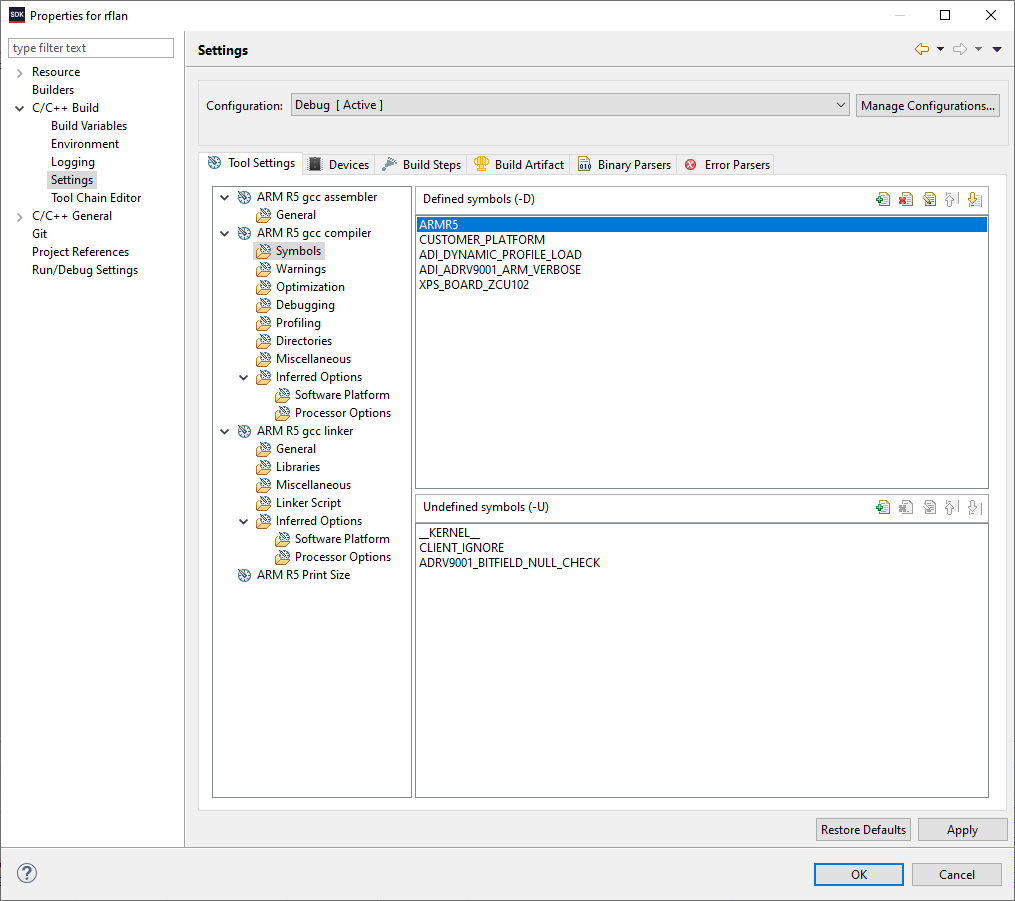 SDK Properties for rflan
type filter text
Resource
Builders
C/C++ Build
Build Variables
Environment
Logging
Settings
Tool Chain Editor
C/C++ General
Git
Project References
Run/Debug Settings
Settings
Configuration: Debug [ Active ] Manage Configurations...
Tool Settings Devices Build Steps Build Artifact Binary Parsers Error Parsers
ARM R5 gcc assembler
General
ARM R5 gcc compiler
Symbols
Warnings
Optimization
Debugging
Profiling
Directories
Miscellaneous
Inferred Options
Software Platform
Processor Options
ARM R5 gcc linker
General
Libraries
Miscellaneous
Linker Script
Inferred Options
Software Platform
Processor Options
ARM R5 Print Size
Defined symbols (-D)
ARMR5
CUSTOMER_PLATFORM
ADI_DYNAMIC_PROFILE_LOAD
ADI_ADRV9001_ARM_VERBOSE
XPS_BOARD_ZCU102
Undefined symbols (-U)
__KERNEL__
CLIENT_IGNORE
ADRV9001_BITFIELD_NULL_CHECK
Restore Defaults Apply
? OK Cancel